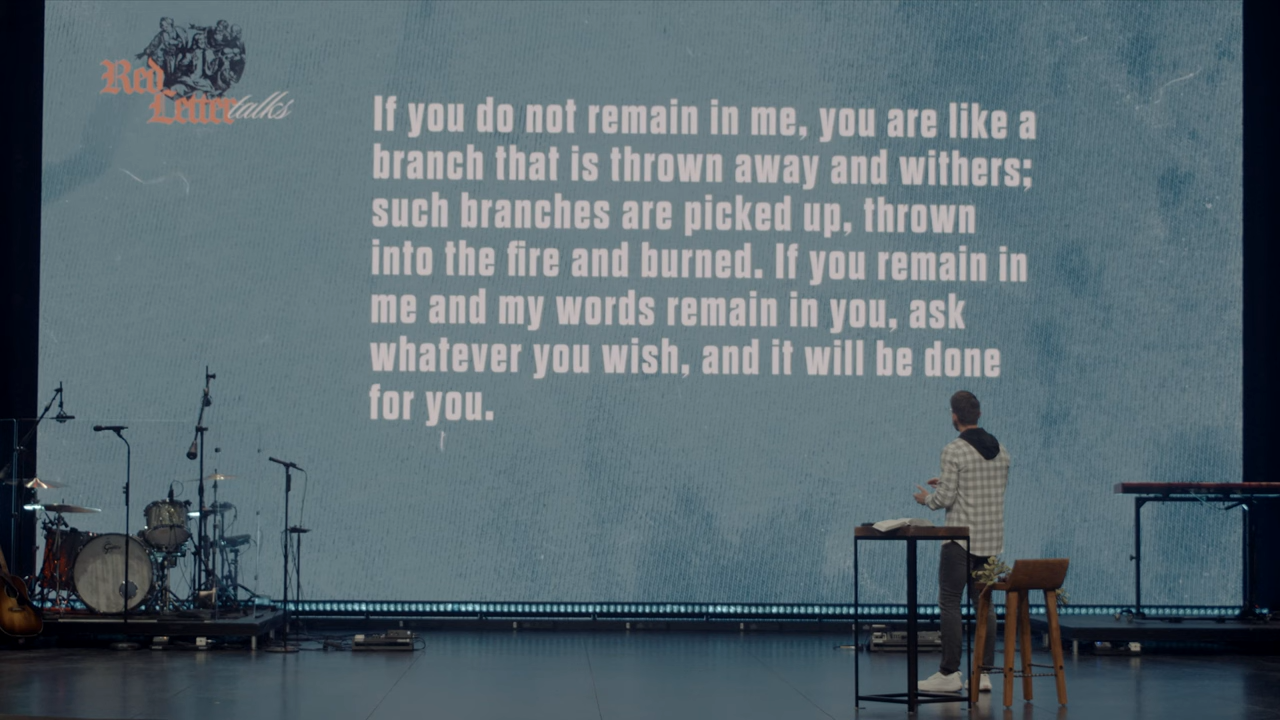 Red
Letter talks
If you do not remain in me, you are like a
branch that is thrown away and withers;
such branches are picked up, thrown
into the fire and burned. If you remain in
me and my words remain in you, ask
whatever you wish, and it will be done
for you.